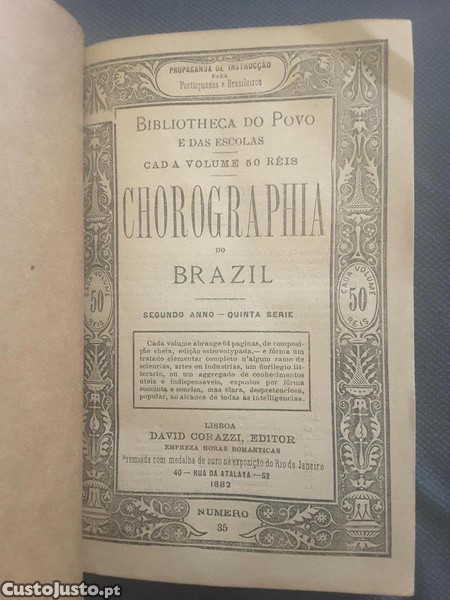 PROPAGANDA DE INSTRUCÇÃO
PARA
Portuguezes e Brazileiros
BIBLIOTHECA DO POVO
E DAS ESCOLAS
CADA VOLUME 50 RÉIS
CHOROGRAPHIA
DO
BRAZIL
SEGUNDO ANNO — QUINTA SERIE
CADA VOLUME
50
RÉIS
CADA VOLUME
50
RÉIS
Cada volume abrange 64 paginas, de composi-
ção cheia, edição estereotypada,— e fórma um
tratado elementar completo n'algum ramo de
sciencias, artes ou industrias, um florilegio lit-
terario, ou um aggregado de conhecimentos
uteis e indispensaveis, expostos por fórma
succinta e concisa, mas clara, despretenciosa,
popular, ao alcance de todas as intelligencias.
LISBOA
DAVID CORAZZI, EDITOR
EMPREZA HORAS ROMANTICAS
Premiada com medalha de ouro na exposição do Rio de Janeiro
40 — RUA DA ATALAYA — 52
1882
NUMERO
35
CustoJusto.pt